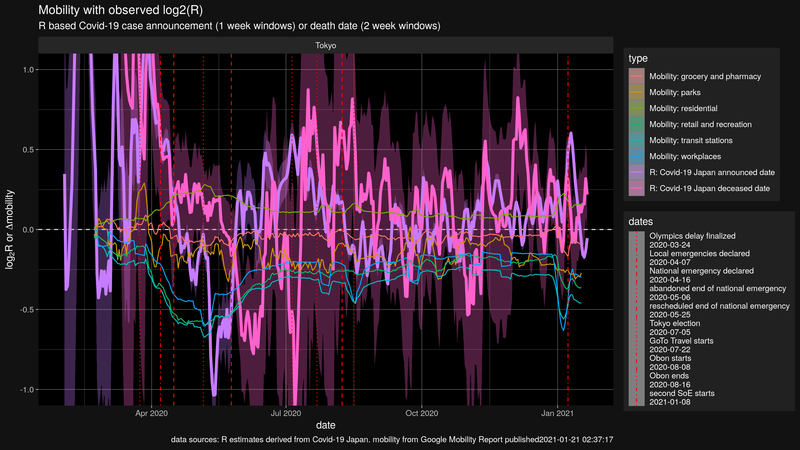 Mobility with observed log2(R)
R based Covid-19 case announcement (1 week windows) or death date (2 week windows)
Tokyo
1.0
0.5
0.0
-0.5
-1.0
log2R or Δmobility
Apr 2020
Jul 2020
Oct 2020
Jan 2021
date
type
Mobility: grocery and pharmacy
Mobility: parks
Mobility: residential
Mobility: retail and recreation
Mobility: transit stations
Mobility: workplaces
R: Covid-19 Japan announced date
R: Covid-19 Japan deceased date
dates
Olympics delay finalized
2020-03-24
Local emergencies declared
2020-04-07
National emergency declared
2020-04-16
abandoned end of national emergency
2020-05-06
rescheduled end of national emergency
2020-05-25
Tokyo election
2020-07-05
GoTo Travel starts
2020-07-22
Obon starts
2020-08-08
Obon ends
2020-08-16
second SoE starts
2021-01-08
data sources: R estimates derived from Covid-19 Japan. mobility from Google Mobility Report published2021-01-21 02:37:17